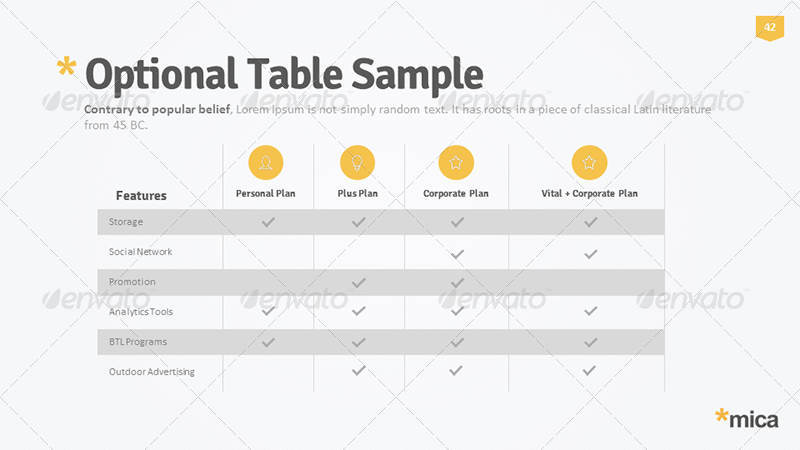 42
* Optional Table Sample
Contrary to popular belief, Lorem Ipsum is not simply random text. It has roots in a piece of classical Latin literature
from 45 BC.
Features Personal Plan Plus Plan Corporate Plan Vital + Corporate Plan
Storage ✓ ✓ ✓ ✓
Social Network ✓ ✓
Promotion ✓ ✓
Analytics Tools ✓ ✓ ✓ ✓
BTL Programs ✓ ✓ ✓ ✓
Outdoor Advertising ✓ ✓ ✓
*mica
envato envato envato envato
envato envato envato envato